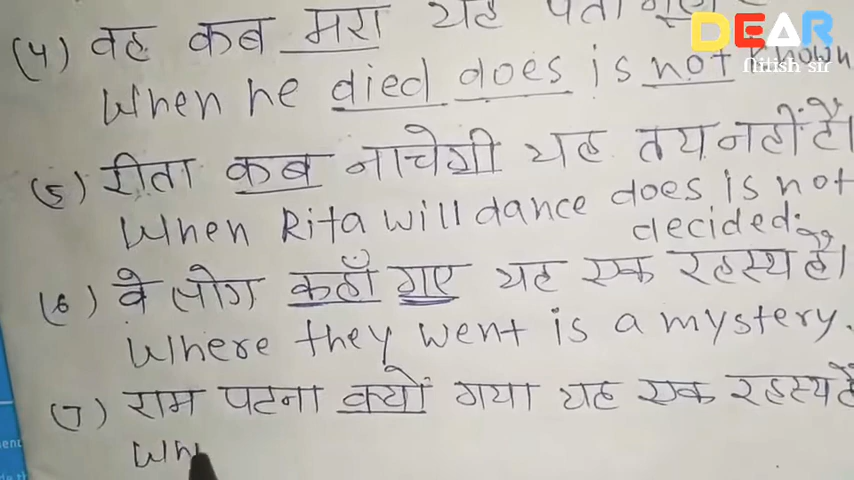 (4) वह कब मरा यह पता
DEAR
Nitish sir
When he died does is not known
(5) रीता कब नाचेगी यह तय नहीं है।
When Rita will dance does is not
decided.
(6) वे लोग कहाँ गए यह एक रहस्य है।
Where they went is a mystery.
(7) राम पटना क्यों गया यह एक रहस्य है
Wh